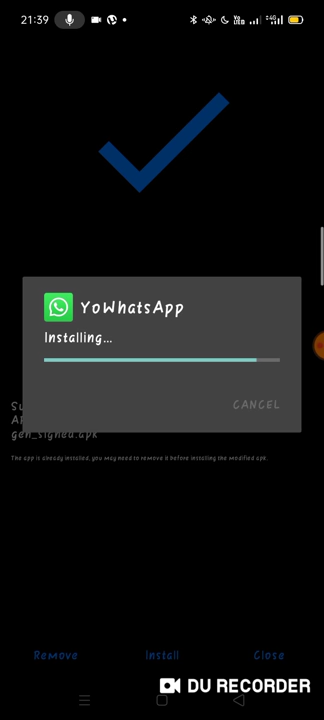 21:39
YoWhatsApp
Installing...
CANCEL
gen_signed.apk
The app is already installed, you may need to remove it before installing the modified apk.
Remove Install Close
DU RECORDER